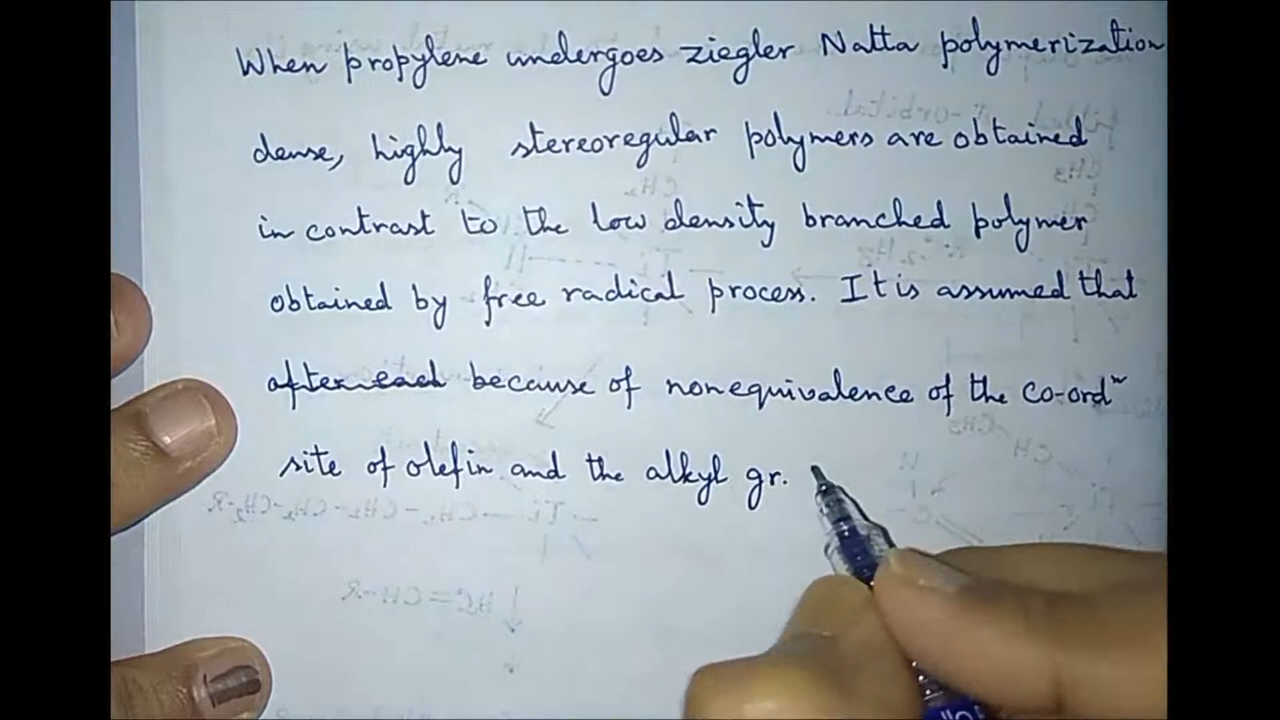 When propylene undergoes ziegler Natta polymerization
dense, highly stereoregular polymers are obtained
in contrast to the low density branched polymer
obtained by free radical process. It is assumed that
after each because of nonequivalence of the co-ordn
site of olefin and the alkyl gr.